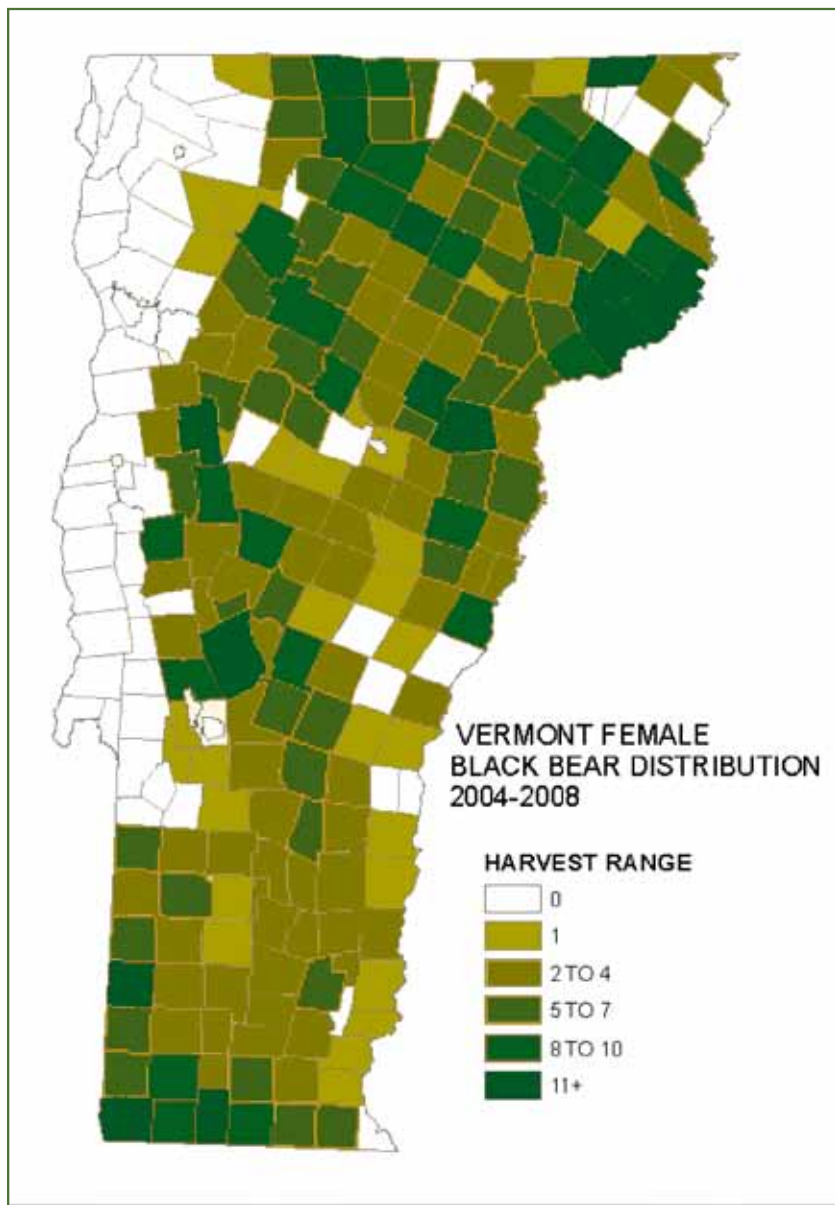 VERMONT FEMALE
BLACK BEAR DISTRIBUTION
2004-2008
HARVEST RANGE
0
1
2 TO 4
5 TO 7
8 TO 10
11+